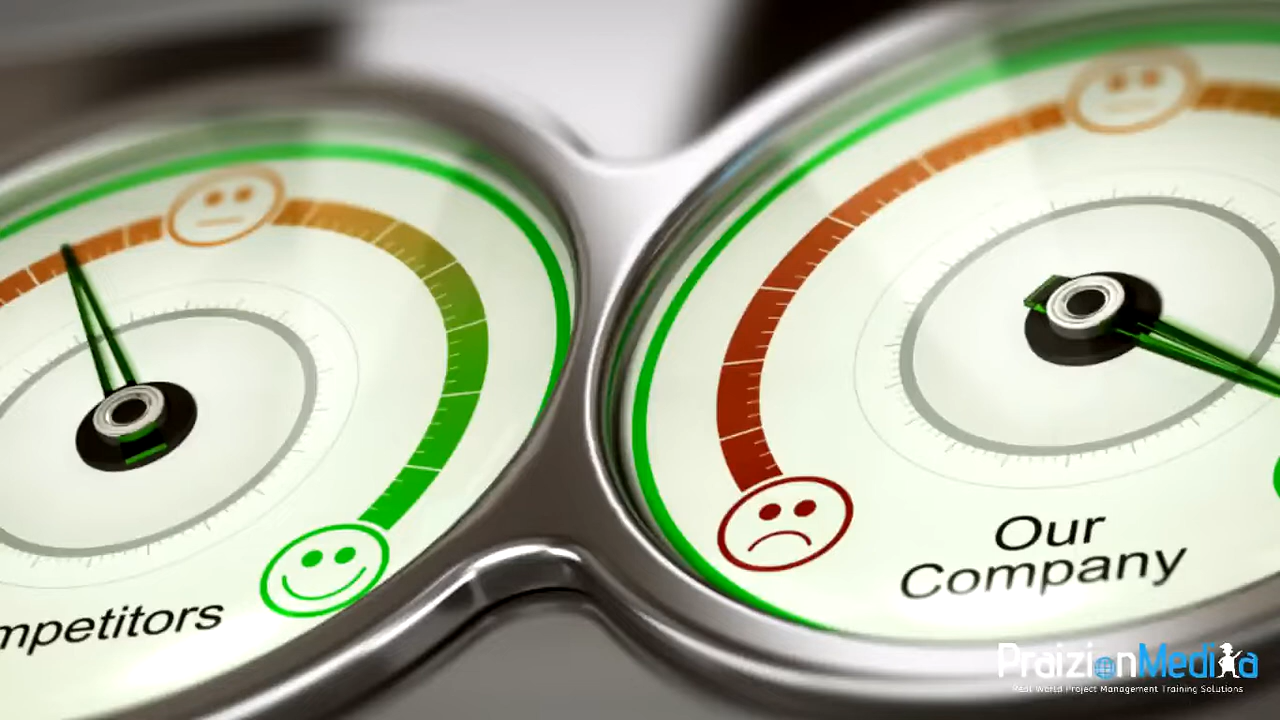 mpetitors
Our
Company
PraizionMedia
Real World Project Management Training Solutions